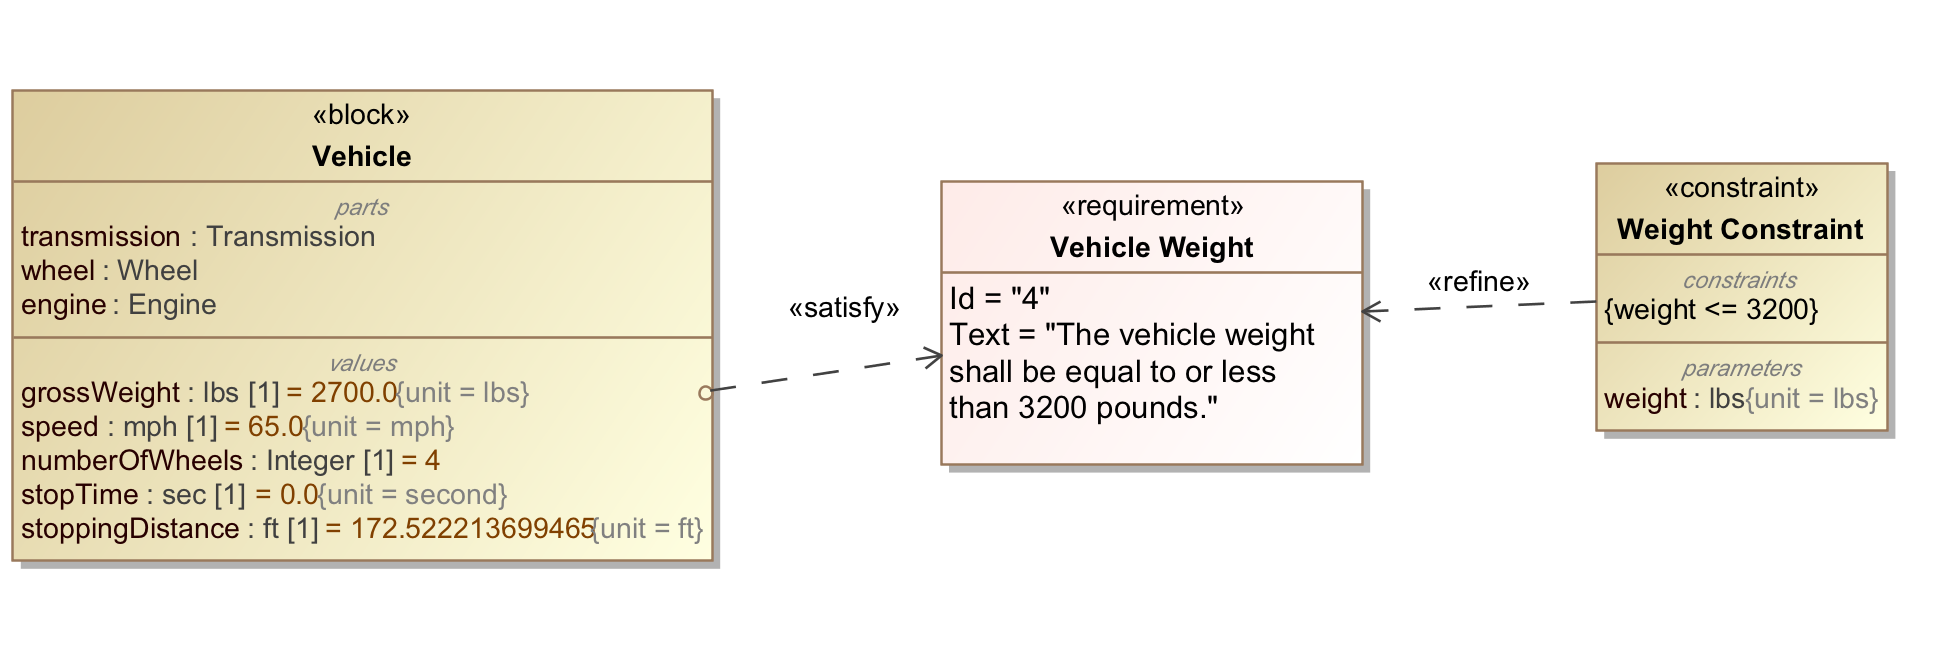 «block»
Vehicle
parts
transmission : Transmission
wheel : Wheel
engine : Engine
values
grossWeight : lbs [1] = 2700.0{unit = lbs}
speed : mph [1] = 65.0{unit = mph}
numberOfWheels : Integer [1] = 4
stopTime : sec [1] = 0.0{unit = second}
stoppingDistance : ft [1] = 172.522213699465{unit = ft}
«satisfy»
«requirement»
Vehicle Weight
Id = "4"
Text = "The vehicle weight
shall be equal to or less
than 3200 pounds."
«refine»
«constraint»
Weight Constraint
constraints
{weight <= 3200}
parameters
weight : lbs{unit = lbs}